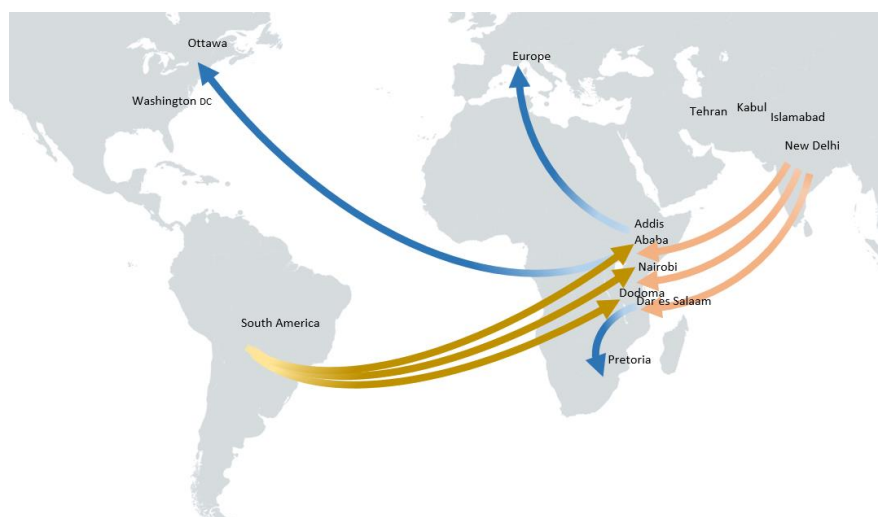 Ottawa
Europe
Washington DC
Tehran
Kabul
Islamabad
New Delhi
Addis
Ababa
Nairobi
Dodoma
Dar es Salaam
South America
Pretoria